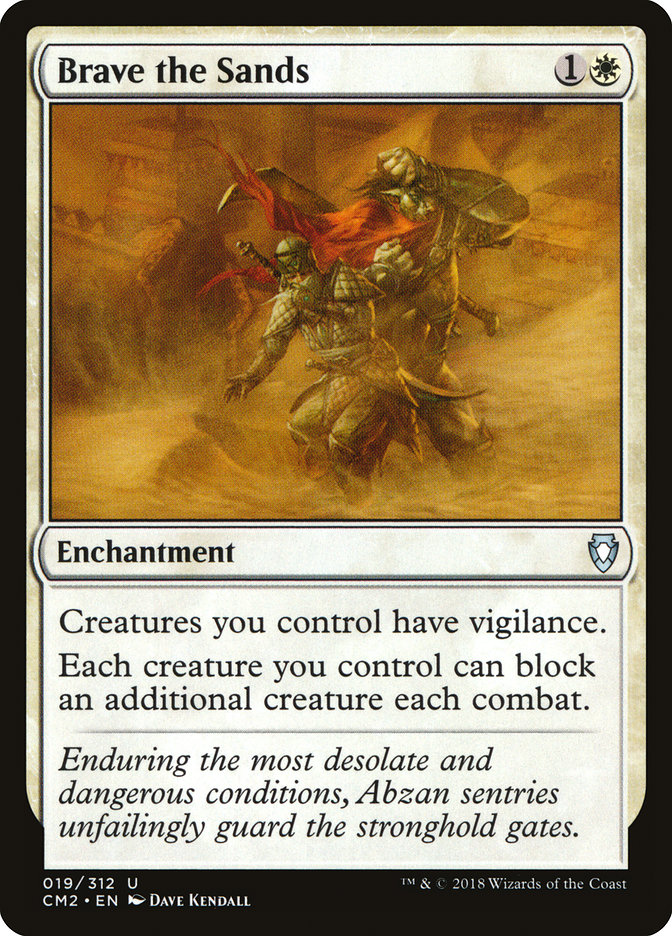 Brave the Sands 1
Enchantment
Creatures you control have vigilance.
Each creature you control can block
an additional creature each combat.
Enduring the most desolate and
dangerous conditions, Abzan sentries
unfailingly guard the stronghold gates.
019/312 U
CM2 • EN Dave Kendall
™ & © 2018 Wizards of the Coast